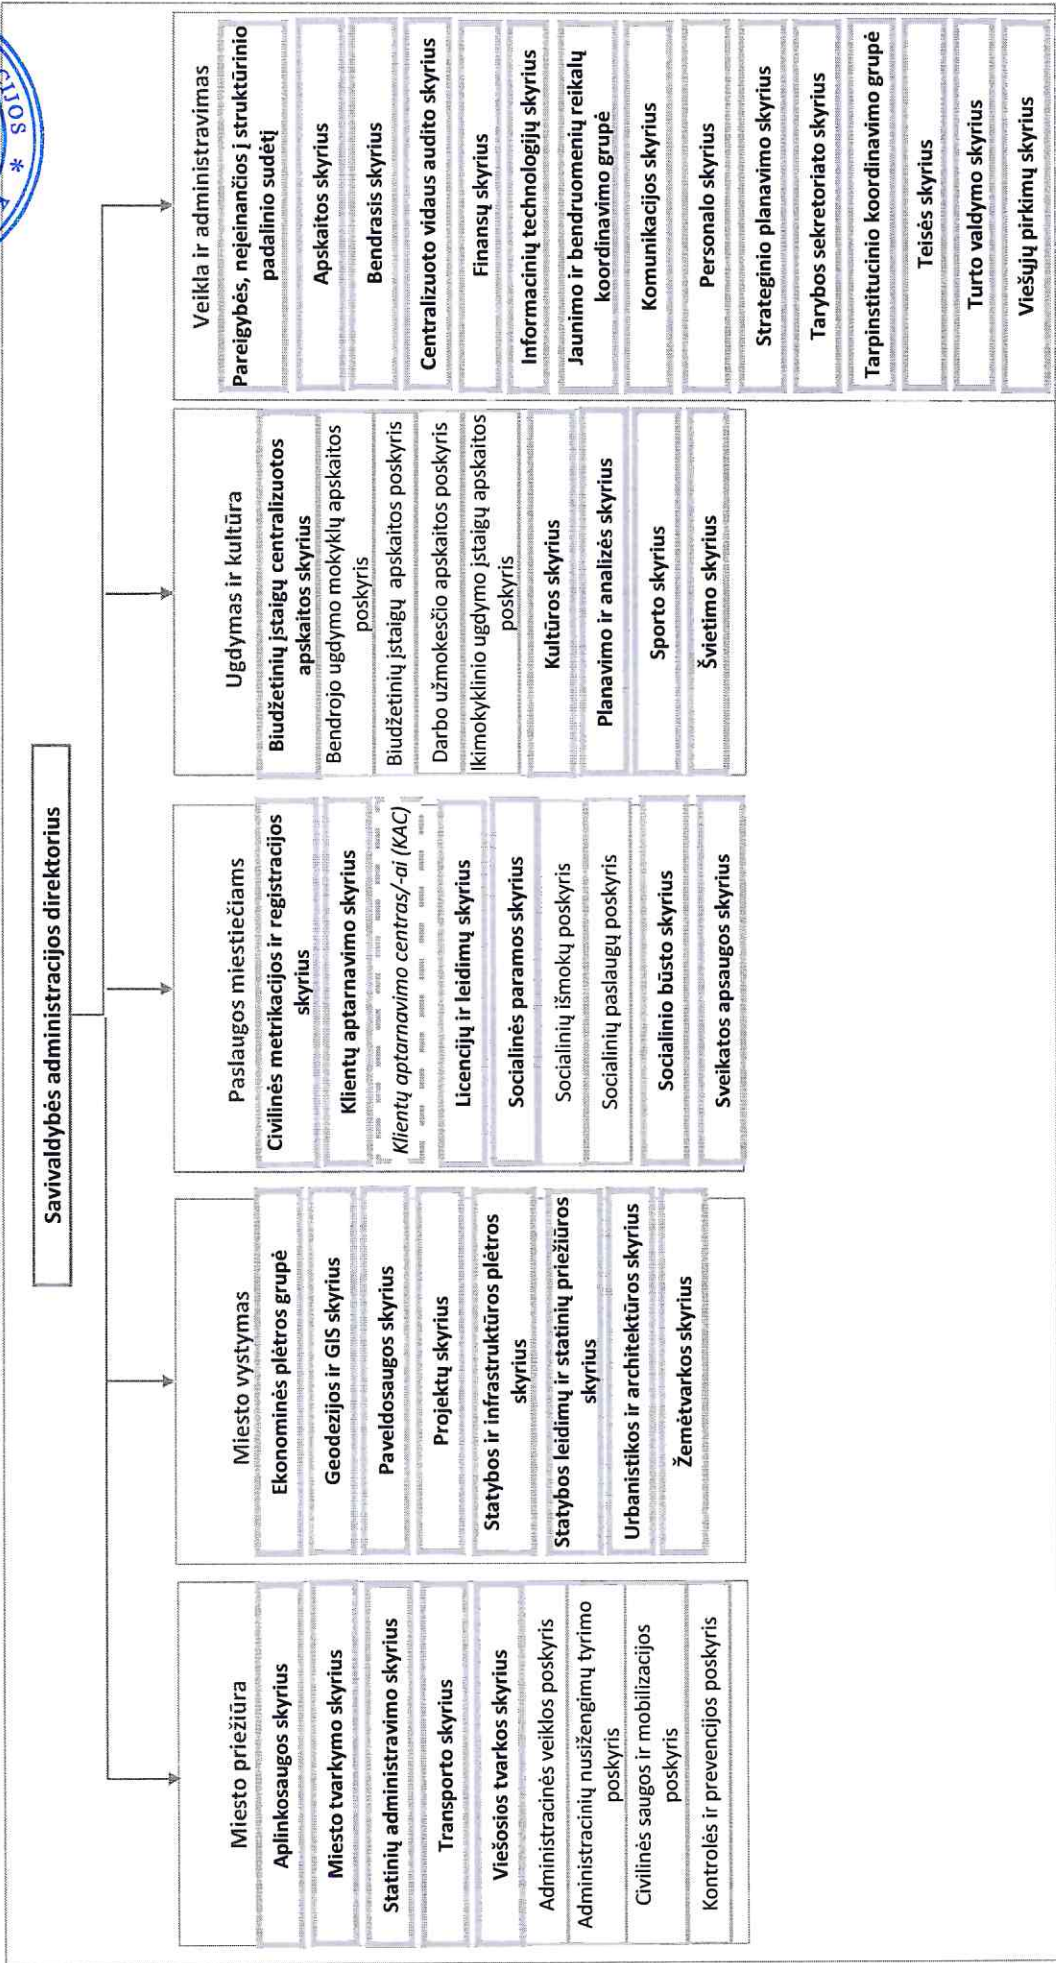 CIJOS *
Savivaldybės administracijos direktorius
Miesto priežiūra
Aplinkosaugos skyrius
Miesto tvarkymo skyrius
Statinių administravimo skyrius
Transporto skyrius
Viešosios tvarkos skyrius
Administracinės veiklos poskyris
Administracinių nusižengimų tyrimo
poskyris
Civilinės saugos ir mobilizacijos
poskyris
Kontrolės ir prevencijos poskyris
Miesto vystymas
Ekonominės plėtros grupė
Geodezijos ir GIS skyrius
Paveldosaugos skyrius
Projektų skyrius
Statybos ir infrastruktūros plėtros
skyrius
Statybos leidimų ir statinių priežiūros
skyrius
Urbanistikos ir architektūros skyrius
Žemėtvarkos skyrius
Paslaugos miestiečiams
Civilinės metrikacijos ir registracijos
skyrius
Klientų aptarnavimo skyrius
Klientų aptarnavimo centras/-ai (KAC)
Licencijų ir leidimų skyrius
Socialinės paramos skyrius
Socialinių išmokų poskyris
Socialinių paslaugų poskyris
Socialinio būsto skyrius
Sveikatos apsaugos skyrius
Ugdymas ir kultūra
Biudžetinių įstaigų centralizuotos
apskaitos skyrius
Bendrojo ugdymo mokyklų apskaitos
poskyris
Biudžetinių įstaigų apskaitos poskyris
Darbo užmokesčio apskaitos poskyris
Ikimokyklinio ugdymo įstaigų apskaitos
poskyris
Kultūros skyrius
Planavimo ir analizės skyrius
Sporto skyrius
Švietimo skyrius
Veikla ir administravimas
Pareigybės, neįeinančios į struktūrinio
padalinio sudėtį
Apskaitos skyrius
Bendrasis skyrius
Centralizuoto vidaus audito skyrius
Finansų skyrius
Informacinių technologijų skyrius
Jaunimo ir bendruomenių reikalų
koordinavimo grupė
Komunikacijos skyrius
Personalo skyrius
Strateginio planavimo skyrius
Tarybos sekretoriato skyrius
Tarpinstitucinio koordinavimo grupė
Teisės skyrius
Turto valdymo skyrius
Viešųjų pirkimų skyrius